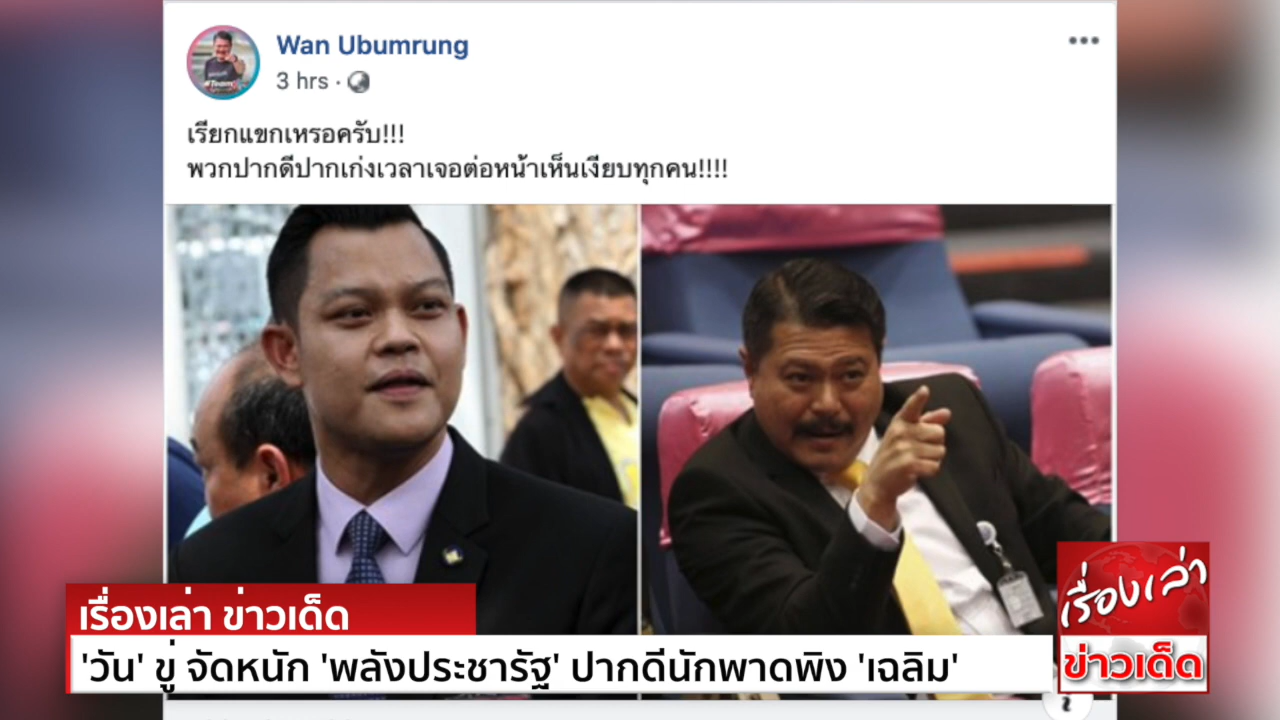 Wan Ubumrung
3 hrs ·
เรียกแขกเหรอครับ!!!
พวกปากดีปากเก่งเวลาเจอต่อหน้าเห็นเงียบทุกคน!!!!
เรื่องเล่า ข่าวเด็ด
'วัน' ขู่ จัดหนัก 'พลังประชารัฐ' ปากดีนักพาดพิง 'เฉลิม'
เรื่องเล่า
ข่าวเด็ด